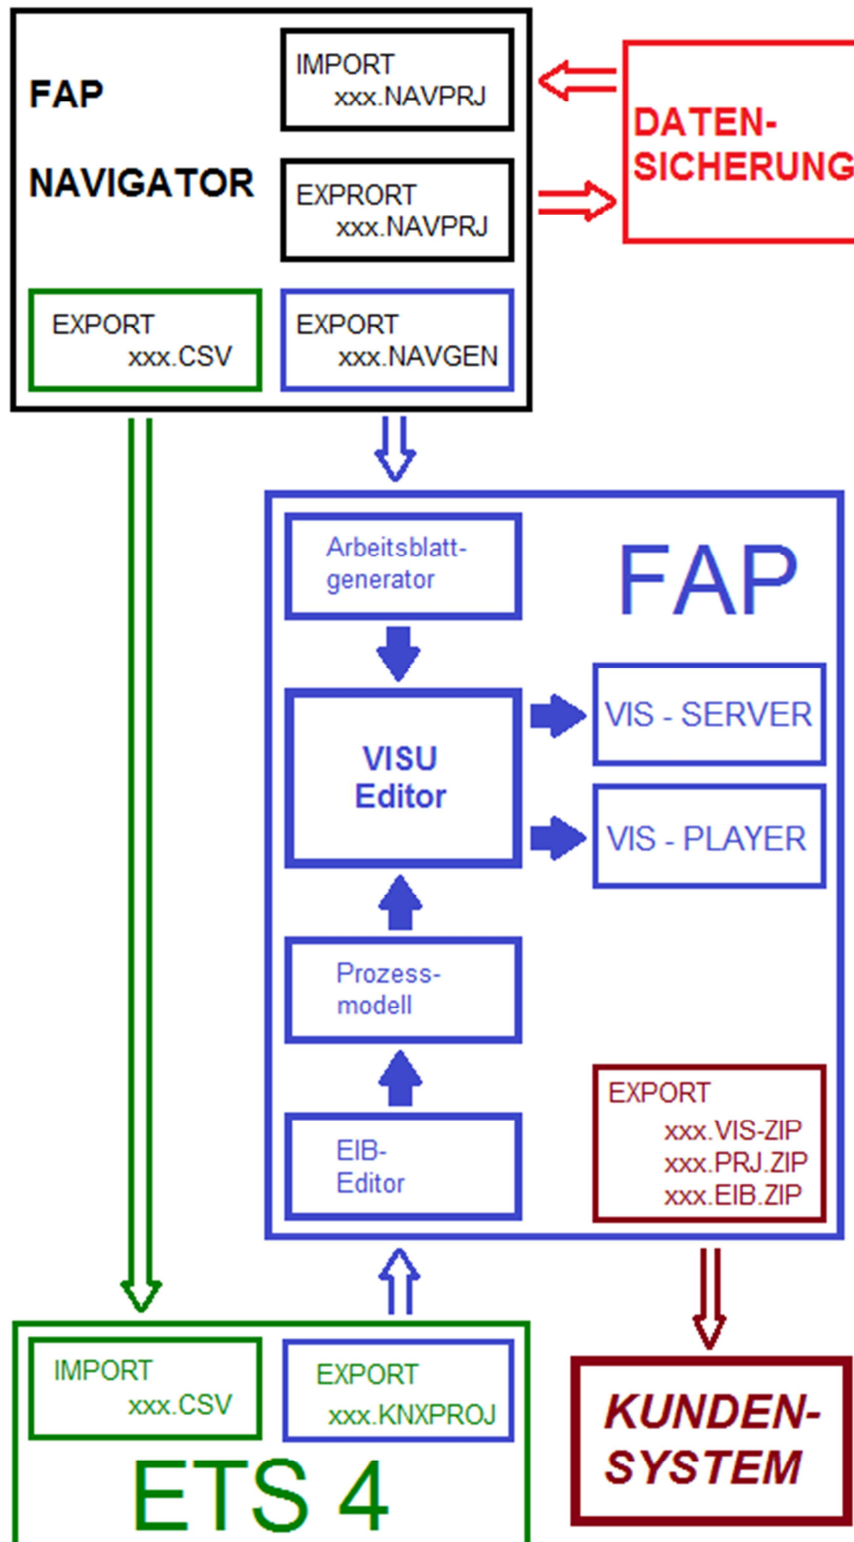 FAP
NAVIGATOR
IMPORT
xxx.NAVPRJ
EXPRORT
xxx.NAVPRJ
DATEN-
SICHERUNG
EXPORT
xxx.CSV
EXPORT
xxx.NAVGEN
FAP
Arbeitsblatt-
generator
VISU
Editor
VIS - SERVER
VIS - PLAYER
Prozess-
modell
EIB-
Editor
EXPORT
xxx.VIS-ZIP
xxx.PRJ.ZIP
xxx.EIB.ZIP
IMPORT
xxx.CSV
EXPORT
xxx.KNXPROJ
ETS 4
KUNDEN-
SYSTEM